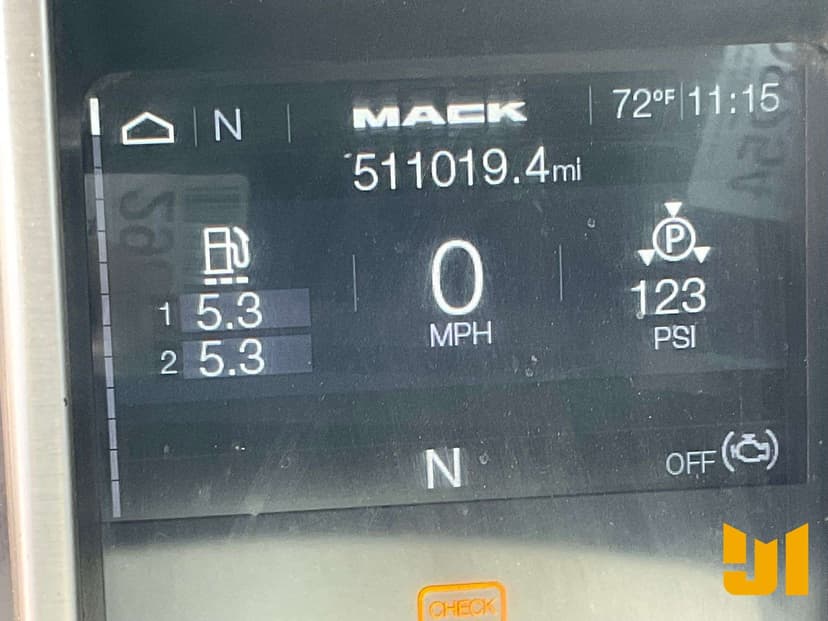 N MACK 72°F 11:15
511019.4mi
1 5.3
2 5.3
0
MPH
P
123
PSI
N
OFF
CHECK